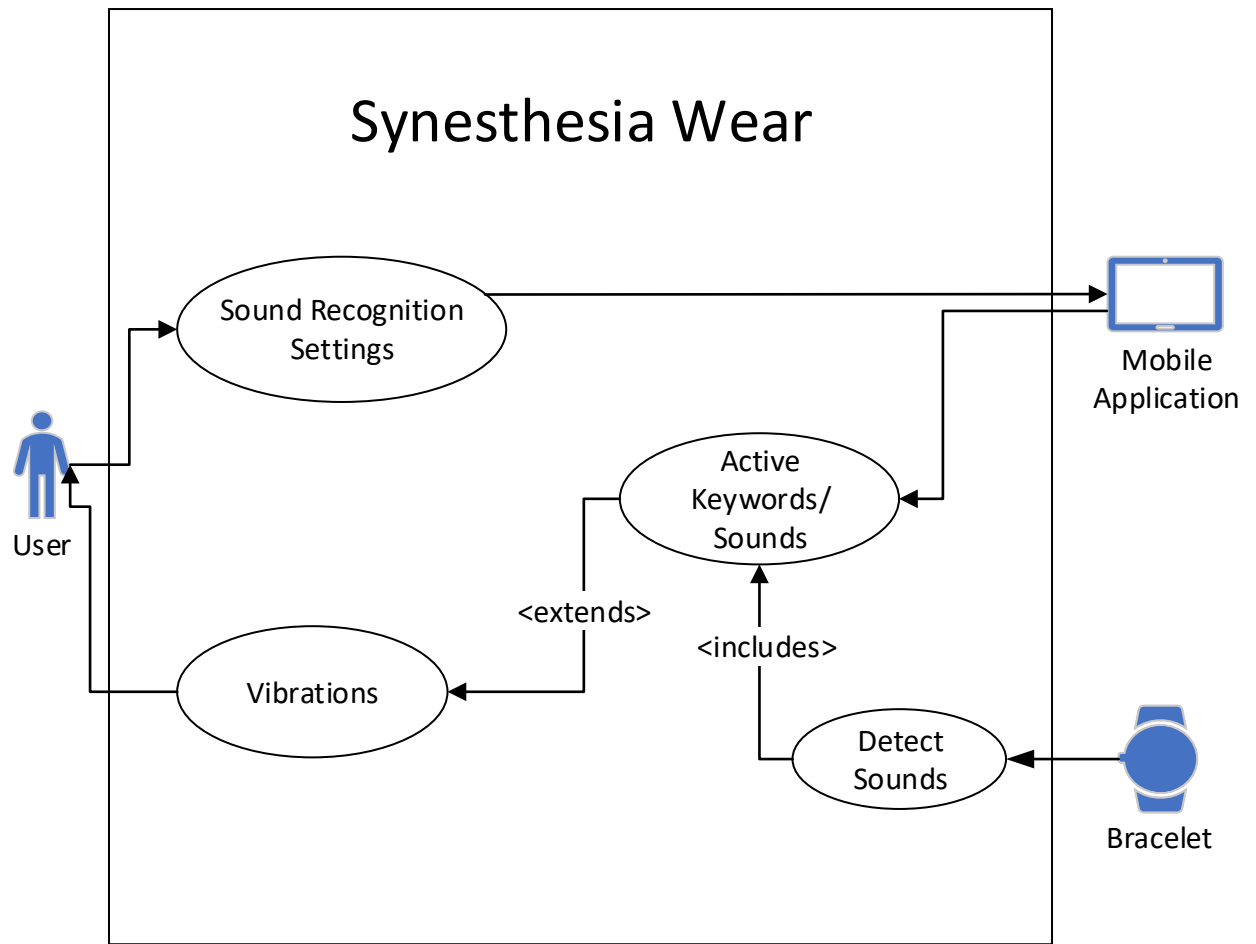 Synesthesia Wear
Sound Recognition
Settings
Mobile
Application
Active
Keywords/
Sounds
User
<extends>
<includes>
Vibrations
Detect
Sounds
Bracelet